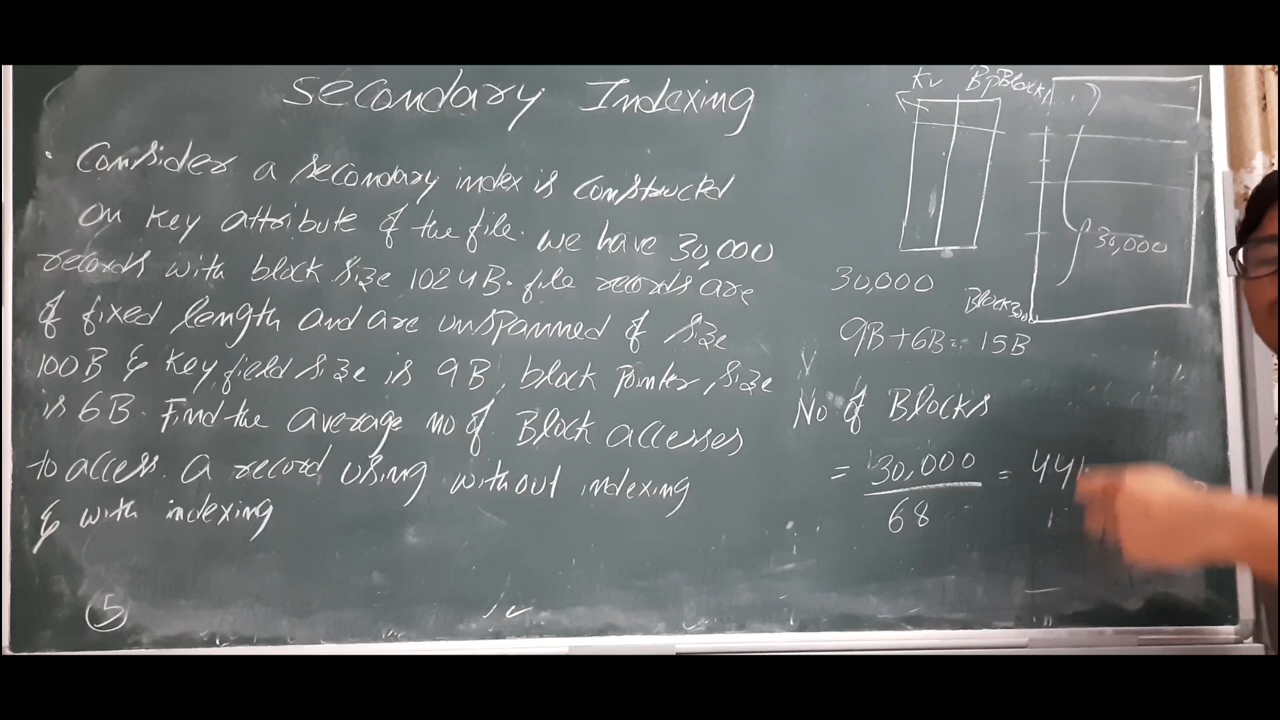 Secondary Indexing
. Consider a secondary index is constructed
on key attribute of the file. we have 30,000
records with block size 1024B. file records are
of fixed length and are unspanned of size
100B & key field size is 9B, block pointer, size
is 6B. Find the average no of Block accesses
to access a record using without indexing
& with indexing
5
Kv Bp
Block1
30,000
Block3000
30,000
9B+6B= 15B
No of Blocks
= 30,000 = 44
68